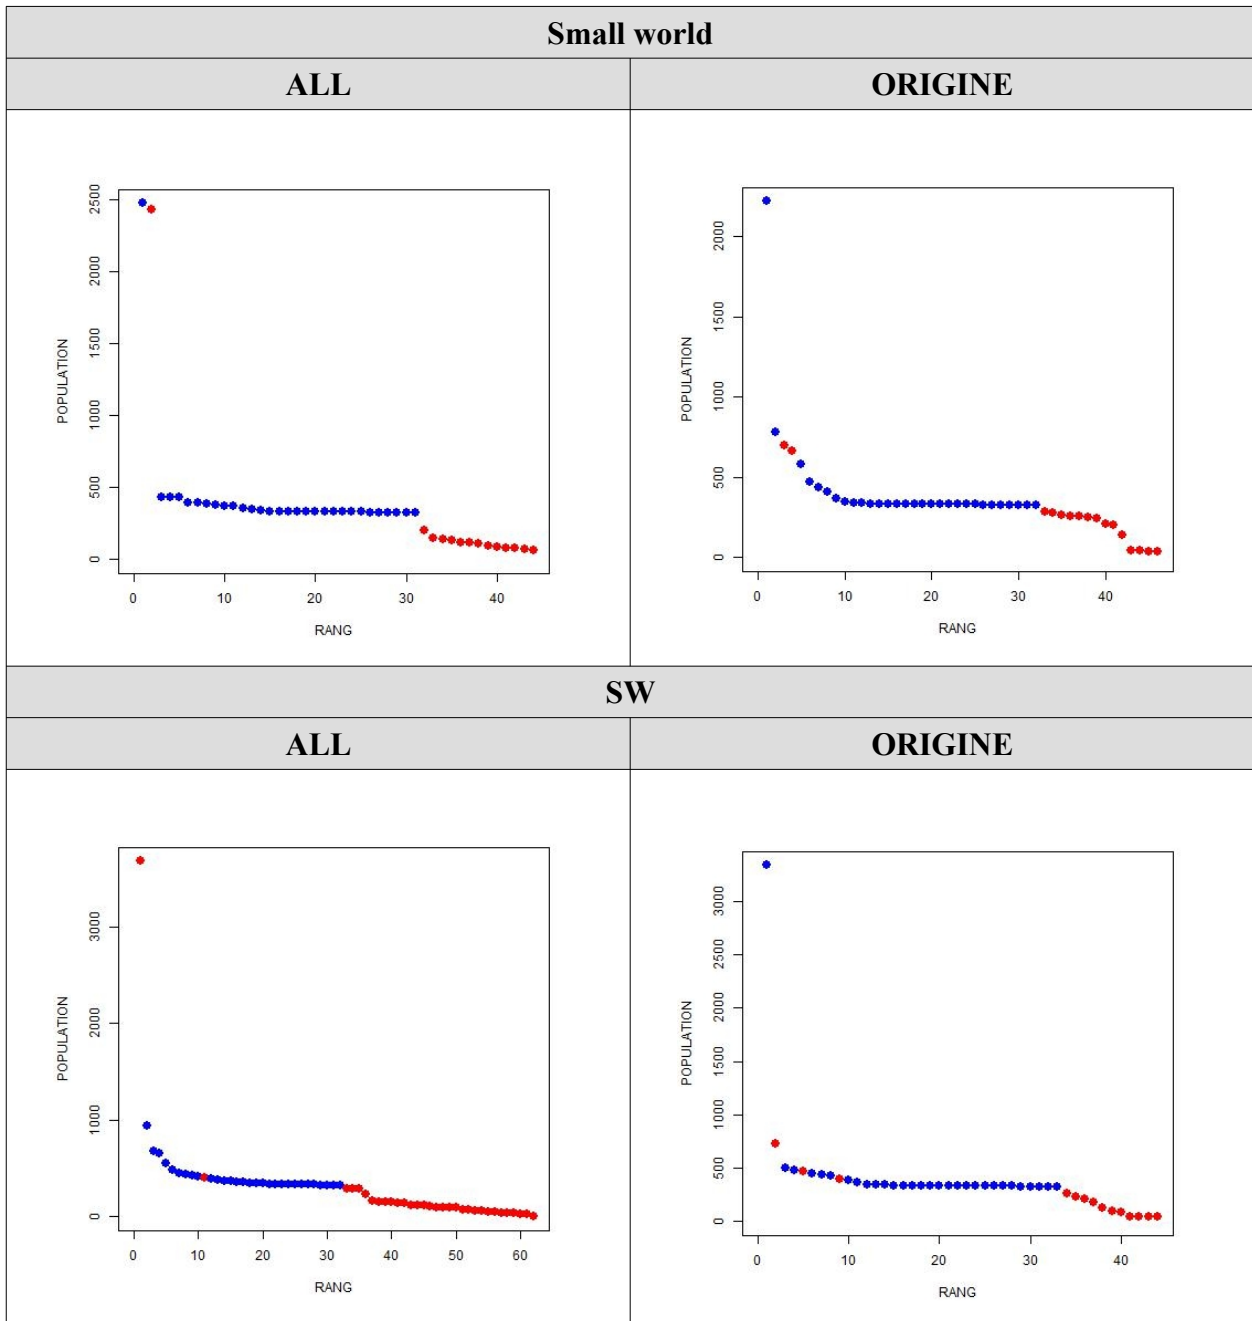 Small world
ALL
ORIGINE
POPULATION
0 500 1000 1500 2000 2500
0 10 20 30 40
RANG
POPULATION
0 500 1000 1500 2000
0 10 20 30 40
RANG
SW
ALL
ORIGINE
POPULATION
0 1000 2000 3000
0 10 20 30 40 50 60
RANG
POPULATION
0 500 1000 1500 2000 2500 3000
0 10 20 30 40
RANG